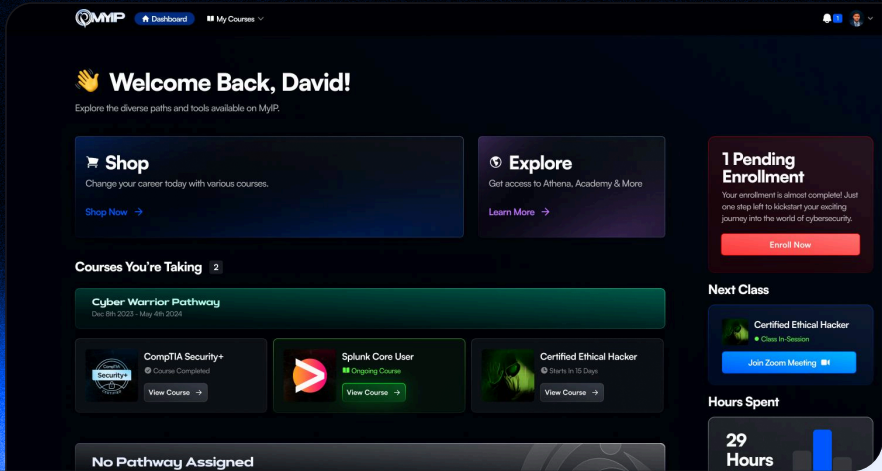 MYIP
Dashboard
My Courses
1
👋 Welcome Back, David!
Explore the diverse paths and tools available on MyIP.
Shop
Change your career today with various courses.
Shop Now →
Explore
Get access to Athena, Academy & More
Learn More →
1 Pending
Enrollment
Your enrollment is almost complete! Just
one step left to kickstart your exciting
journey into the world of cybersecurity.
Enroll Now
Courses You're Taking 2
Cyber Warrior Pathway
Dec 8th 2023 - May 4th 2024
CompTIA
Security+
CERTIFIED
CompTIA Security+
Course Completed
View Course →
Splunk Core User
Ongoing Course
View Course →
Certified Ethical Hacker
Starts In 15 Days
View Course →
Next Class
Certified Ethical Hacker
Class In-Session
Join Zoom Meeting
Hours Spent
29
Hours
No Pathway Assigned